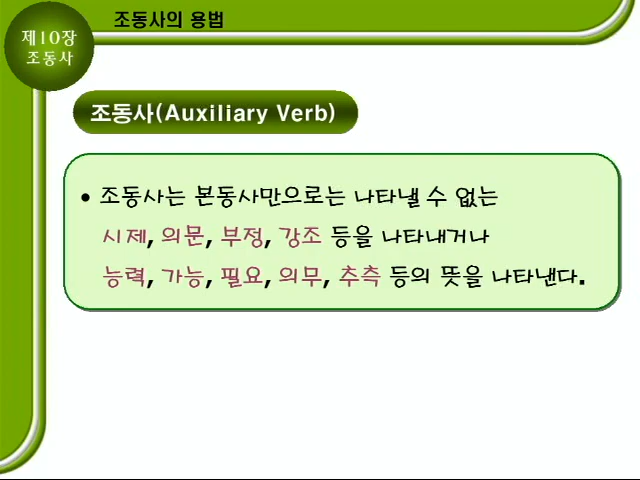 조동사의 용법
제10장
조동사
조동사(Auxiliary Verb)
• 조동사는 본동사만으로는 나타낼 수 없는
시제, 의문, 부정, 강조 등을 나타내거나
능력, 가능, 필요, 의무, 추측 등의 뜻을 나타낸다.